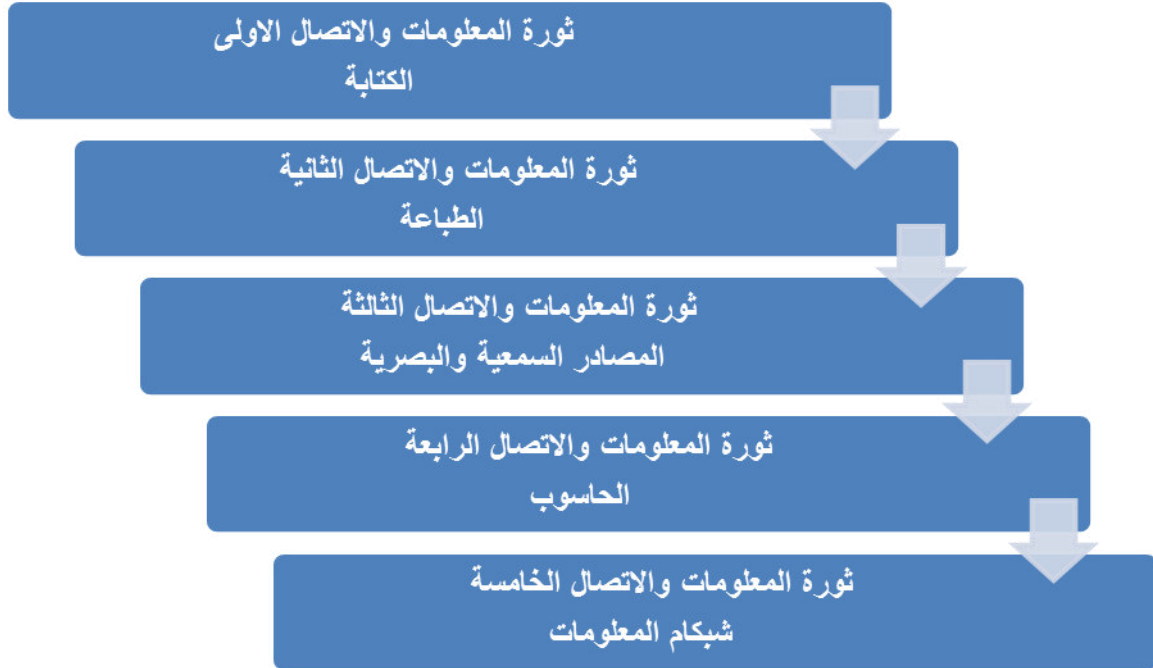 ثورة المعلومات والاتصال الاولى
الكتابة
ثورة المعلومات والاتصال الثانية
الطباعة
ثورة المعلومات والاتصال الثالثة
المصادر السمعية والبصرية
ثورة المعلومات والاتصال الرابعة
الحاسوب
ثورة المعلومات والاتصال الخامسة
شبكام المعلومات